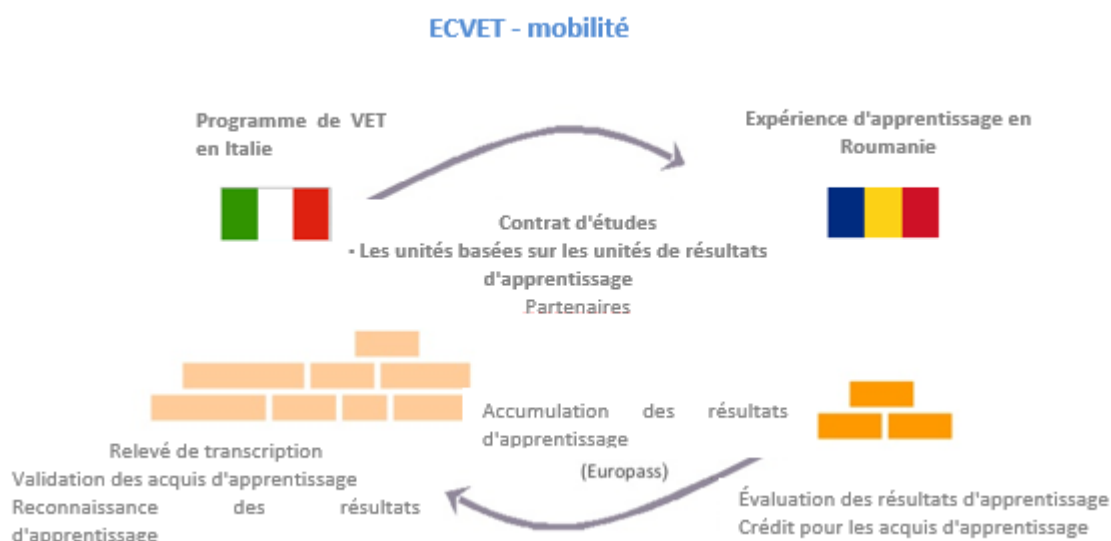 ECVET - mobilité
Programme de VET
en Italie
Expérience d'apprentissage en
Roumanie
Contrat d'études
- Les unités basées sur les unités de résultats
d'apprentissage
Partenaires
Accumulation des résultats
d'apprentissage
(Europass)
Relevé de transcription
Validation des acquis d'apprentissage
Reconnaissance des résultats
d'apprentissage
Évaluation des résultats d'apprentissage
Crédit pour les acquis d'apprentissage